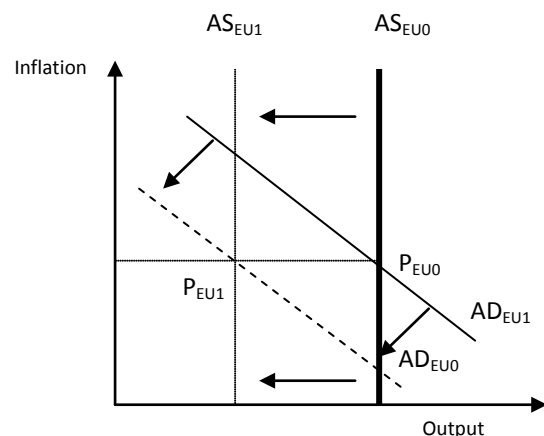 AS_EU1 AS_EU0
Inflation
P_EU0
P_EU1
AD_EU1
AD_EU0
Output